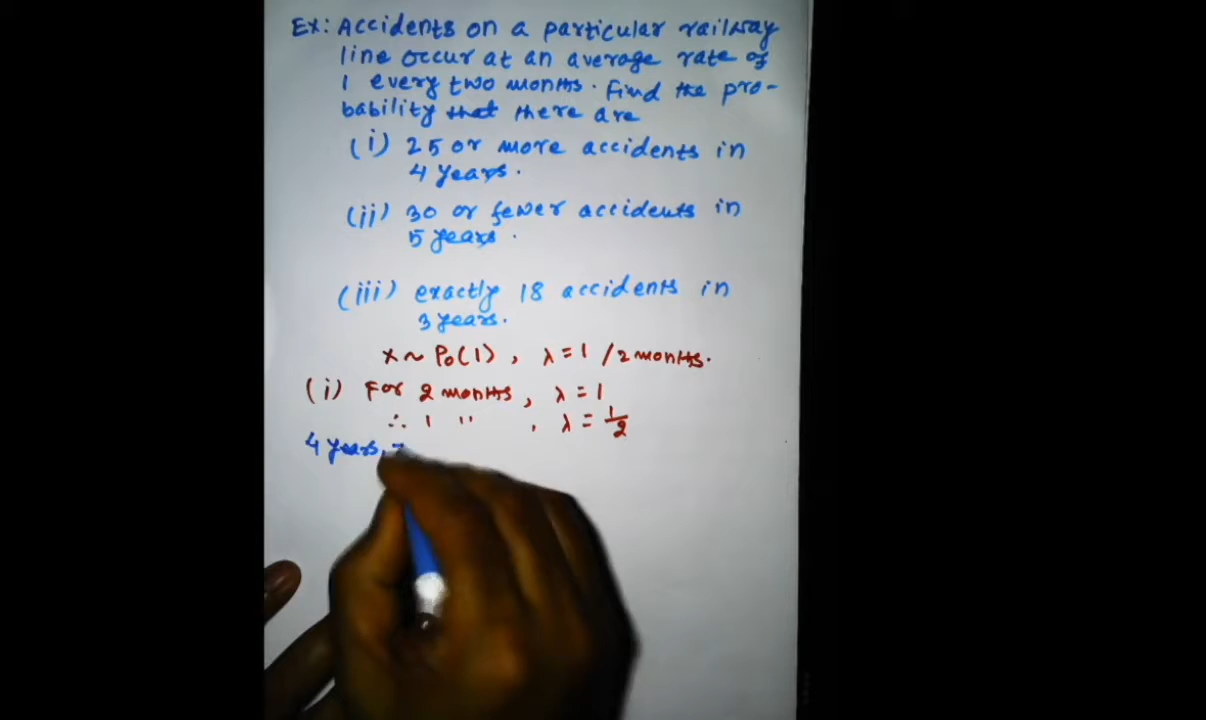 Ex: Accidents on a particular railway
line occur at an average rate of
1 every two months. Find the pro-
bability that there are
(i) 25 or more accidents in
4 years.
(ii) 30 or fewer accidents in
5 years.
(iii) exactly 18 accidents in
3 years.
X ~ Po(1), λ = 1 / 2 months.
(i) For 2 months, λ = 1
∴ 1 " , λ = 1/2
4 years,